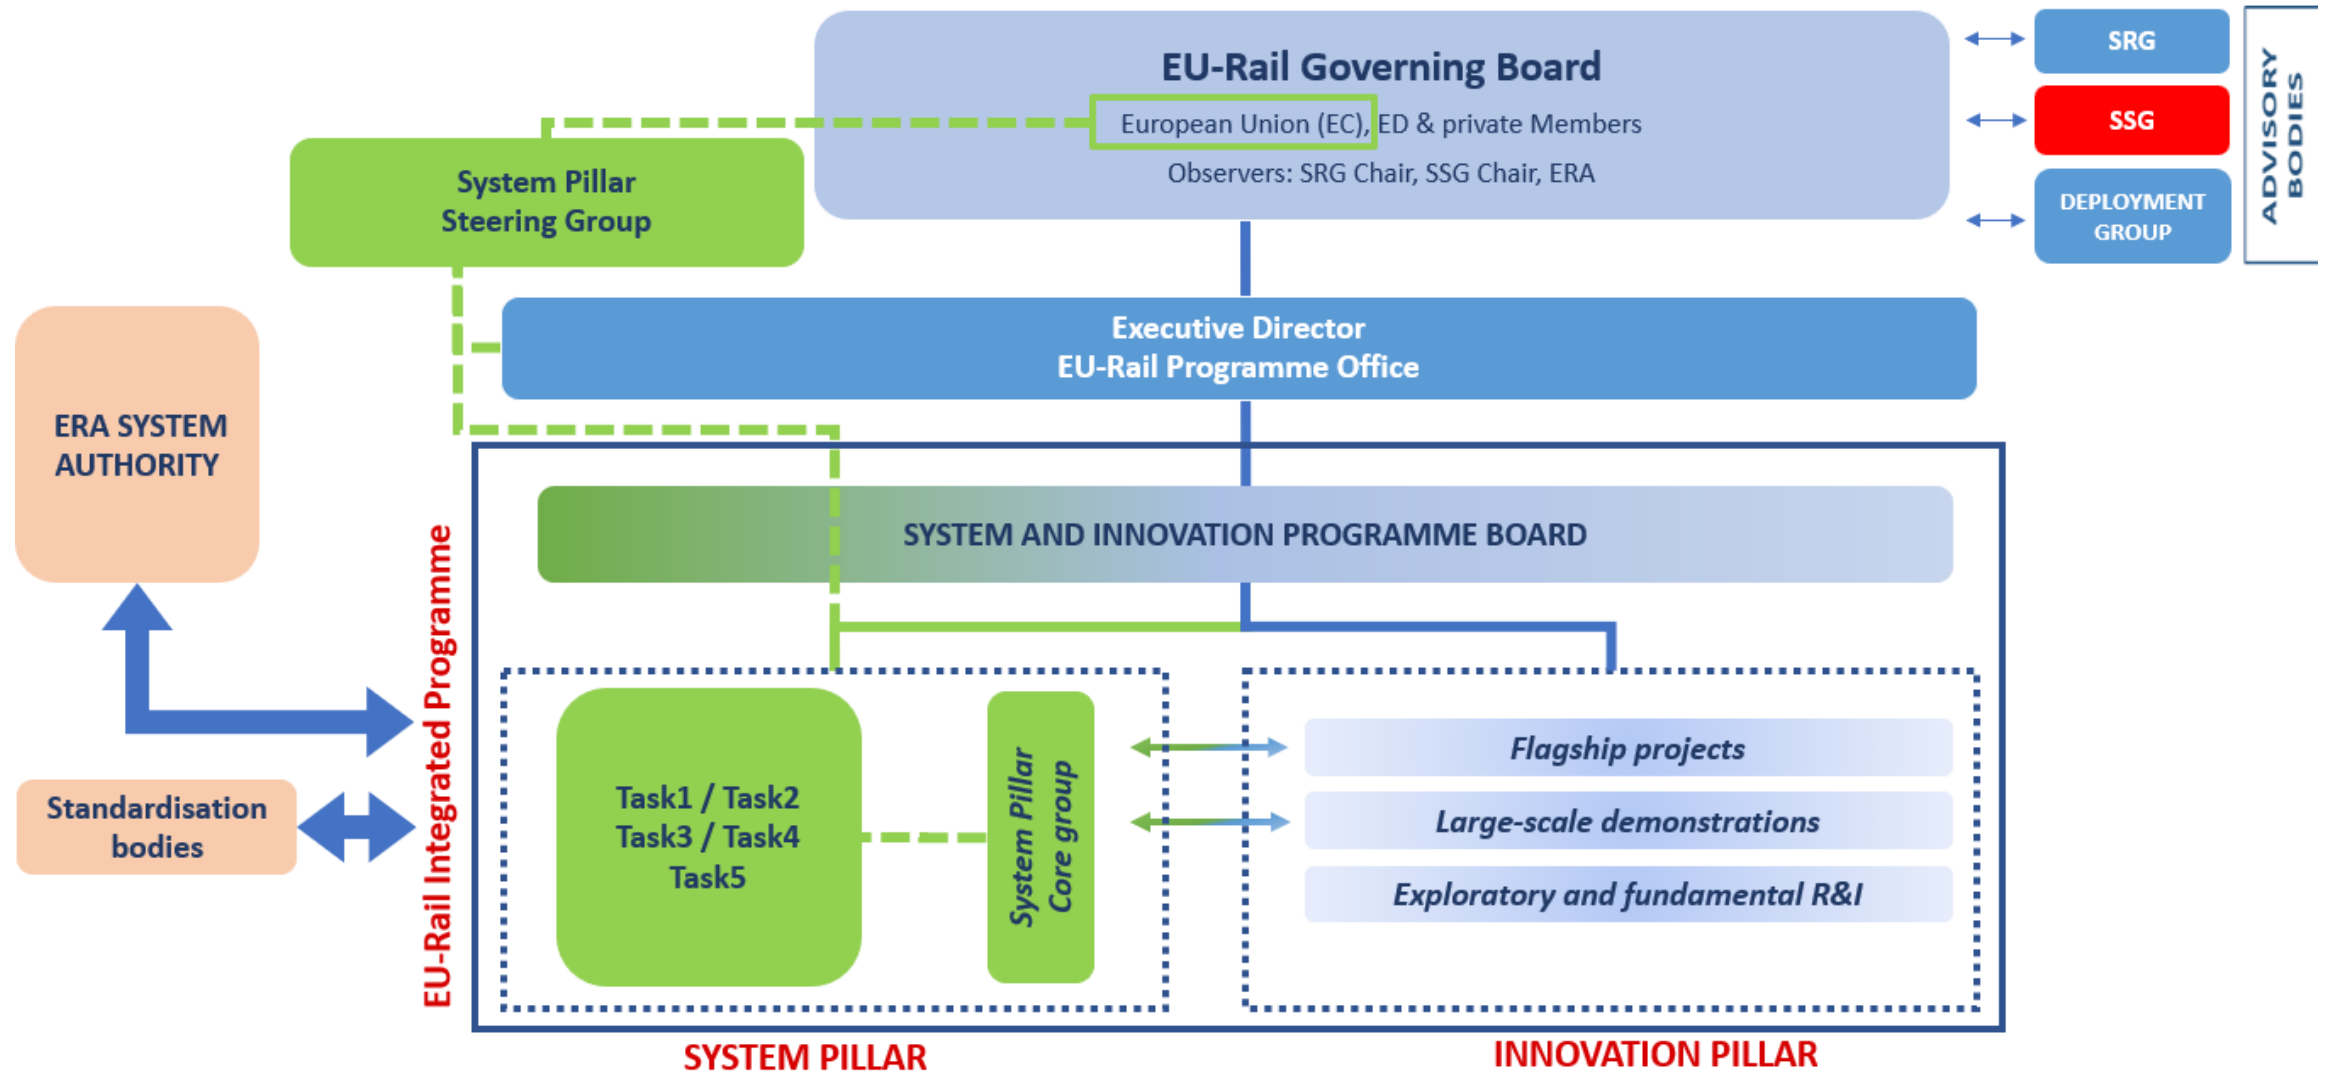 EU-Rail Governing Board
European Union (EC), ED & private Members
Observers: SRG Chair, SSG Chair, ERA
SRG
SSG
DEPLOYMENT
GROUP
ADVISORY
BODIES
System Pillar
Steering Group
Executive Director
EU-Rail Programme Office
ERA SYSTEM
AUTHORITY
Standardisation
bodies
EU-Rail Integrated Programme
SYSTEM AND INNOVATION PROGRAMME BOARD
Task1 / Task2
Task3 / Task4
Task5
System Pillar
Core group
Flagship projects
Large-scale demonstrations
Exploratory and fundamental R&I
SYSTEM PILLAR
INNOVATION PILLAR